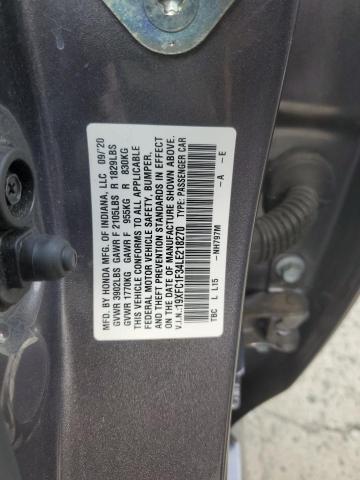 MFD. BY HONDA MFG. OF INDIANA, LLC 09/'20
GVWR 3902LBS GAWR F 2105LBS R 1829LBS
GVWR 1770KG GAWR F 955KG R 830KG
THIS VEHICLE CONFORMS TO ALL APPLICABLE
FEDERAL MOTOR VEHICLE SAFETY, BUMPER,
AND THEFT PREVENTION STANDARDS IN EFFECT
ON THE DATE OF MANUFACTURE SHOWN ABOVE.
V.I.N.:19XFC1F34LE218270 TYPE:PASSENGER CAR
TBC L L15 -NH797M -A -E